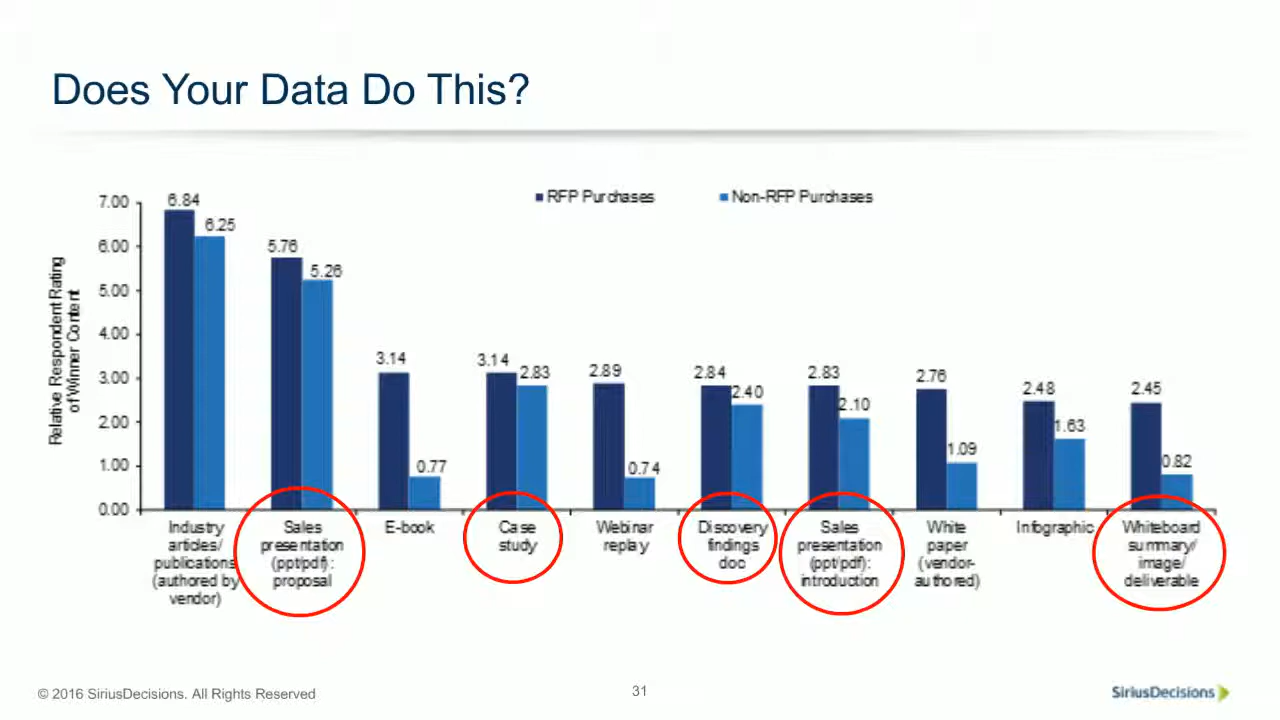 Does Your Data Do This?
RFP Purchases
Non-RFP Purchases
Relative Respondent Rating
of Winner Content
7.00
6.00
5.00
4.00
3.00
2.00
1.00
0.00
6.84
6.25
5.76
5.26
3.14
0.77
3.14
2.83
2.89
0.74
2.84
2.40
2.83
2.10
2.76
1.09
2.48
1.63
2.45
0.82
Industry
articles/
publications
(authored by
vendor)
Sales
presentation
(ppt/pdf):
proposal
E-book
Case
study
Webinar
replay
Discovery
findings
doc
Sales
presentation
(ppt/pdf):
introduction
White
paper
(vendor-
authored)
Infographic
Whiteboard
summary/
image/
deliverable
© 2016 SiriusDecisions. All Rights Reserved
31
SiriusDecisions